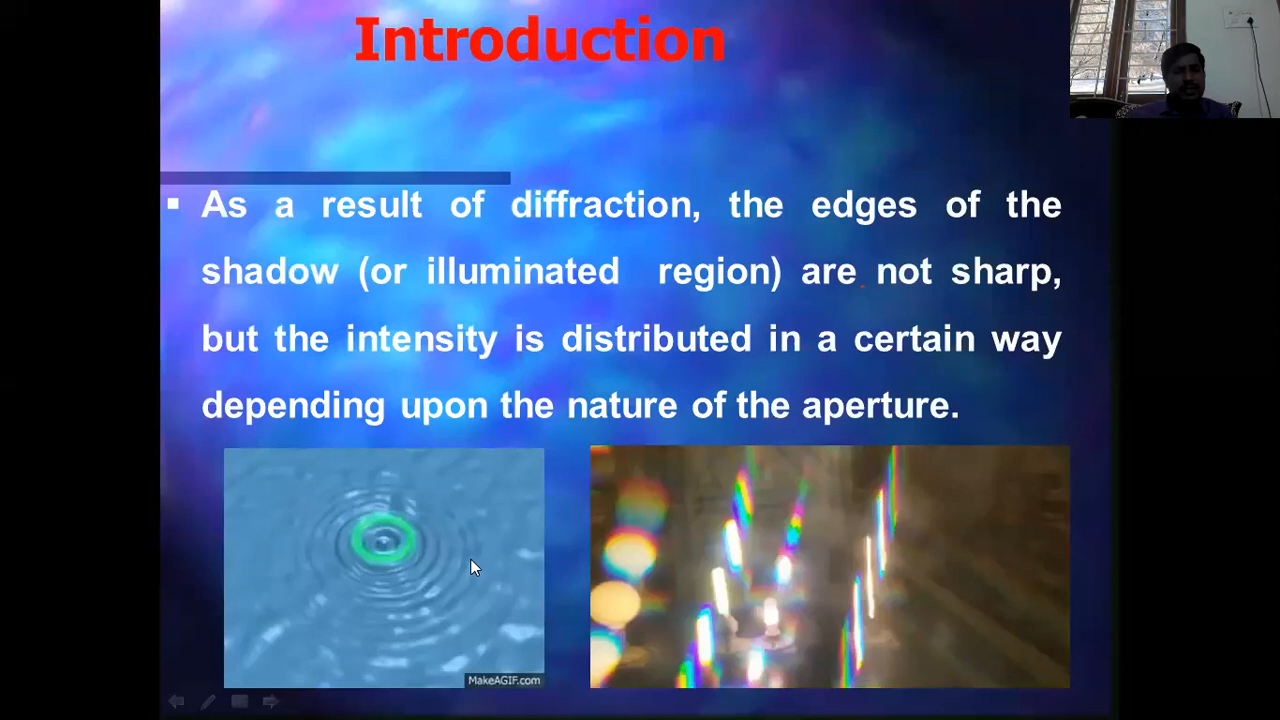 Introduction
As a result of diffraction, the edges of the
shadow (or illuminated region) are not sharp,
but the intensity is distributed in a certain way
depending upon the nature of the aperture.
MakeAGIF.com